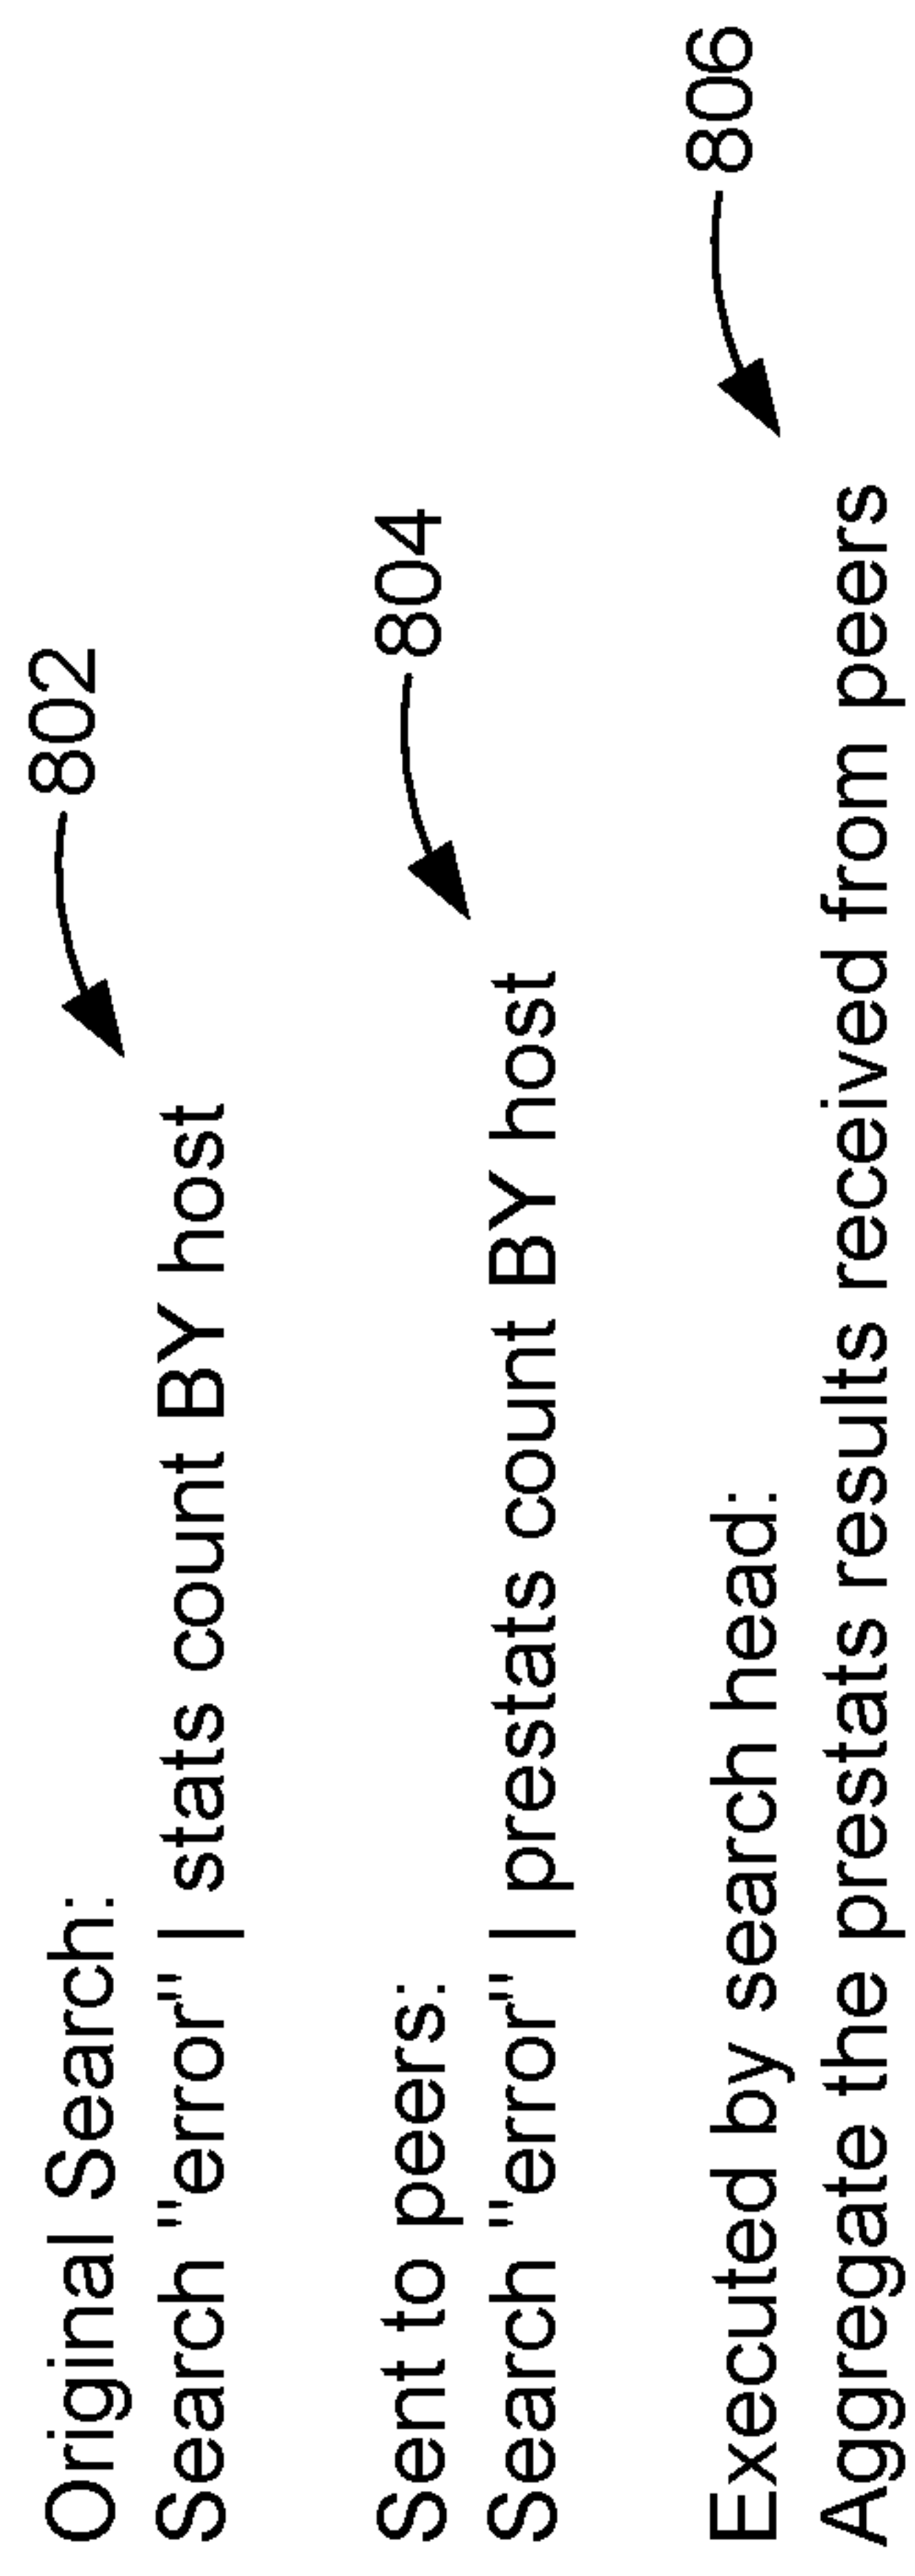 Original Search: 802
Search "error" | stats count BY host
Sent to peers: 804
Search "error" | prestats count BY host
Executed by search head: 806
Aggregate the prestats results received from peers